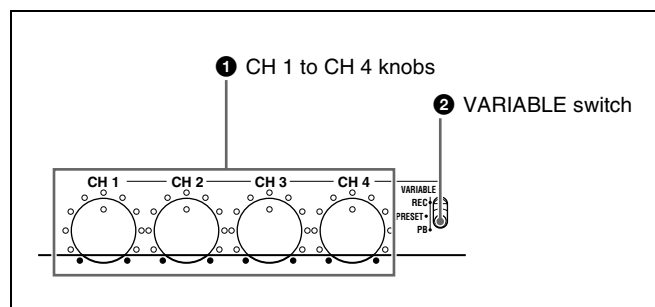 ❶ CH 1 to CH 4 knobs
❷ VARIABLE switch
CH 1 CH 2 CH 3 CH 4
VARIABLE
REC
PRESET
PB